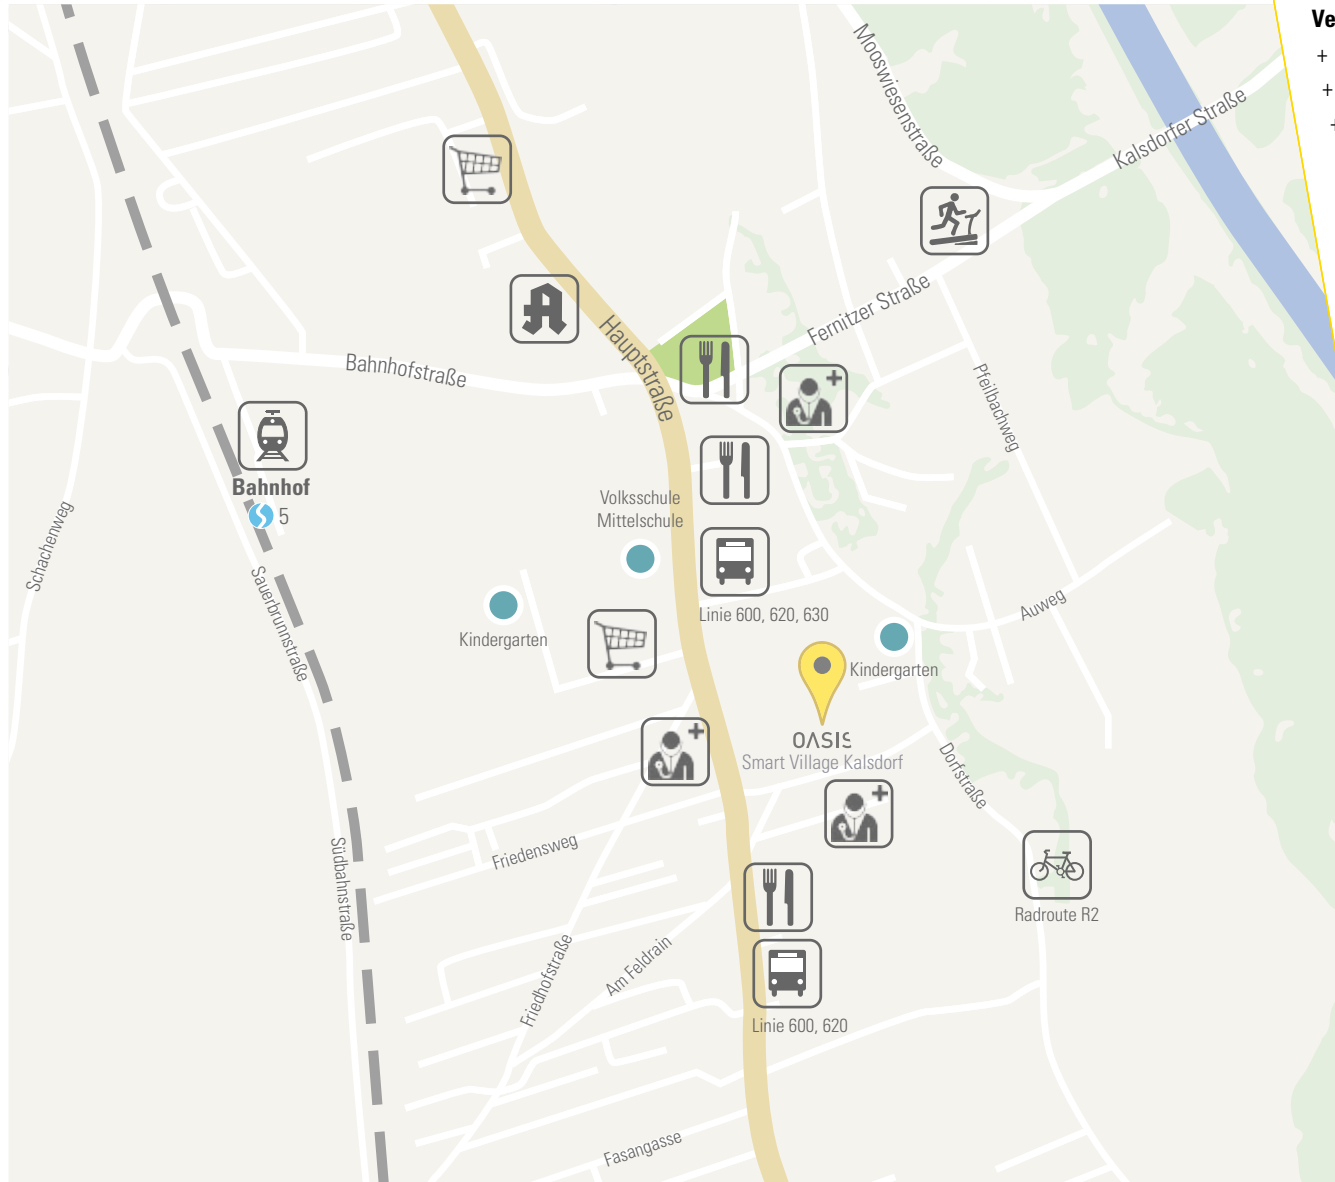 Ve
+
+
+
Mooswiesenstraße
Kalsdorfer Straße
Fernitzer Straße
Hauptstraße
Bahnhofstraße
Pfeilbachweg
Bahnhof
5
Volksschule
Mittelschule
Schachenweg
Sauerbrunnstraße
Kindergarten
Linie 600, 620, 630
Auweg
Kindergarten
OASIS
Smart Village Kalsdorf
Dorfstraße
Südbahnstraße
Friedensweg
Radroute R2
Friedhofstraße
Am Feldrain
Linie 600, 620
Fasangasse